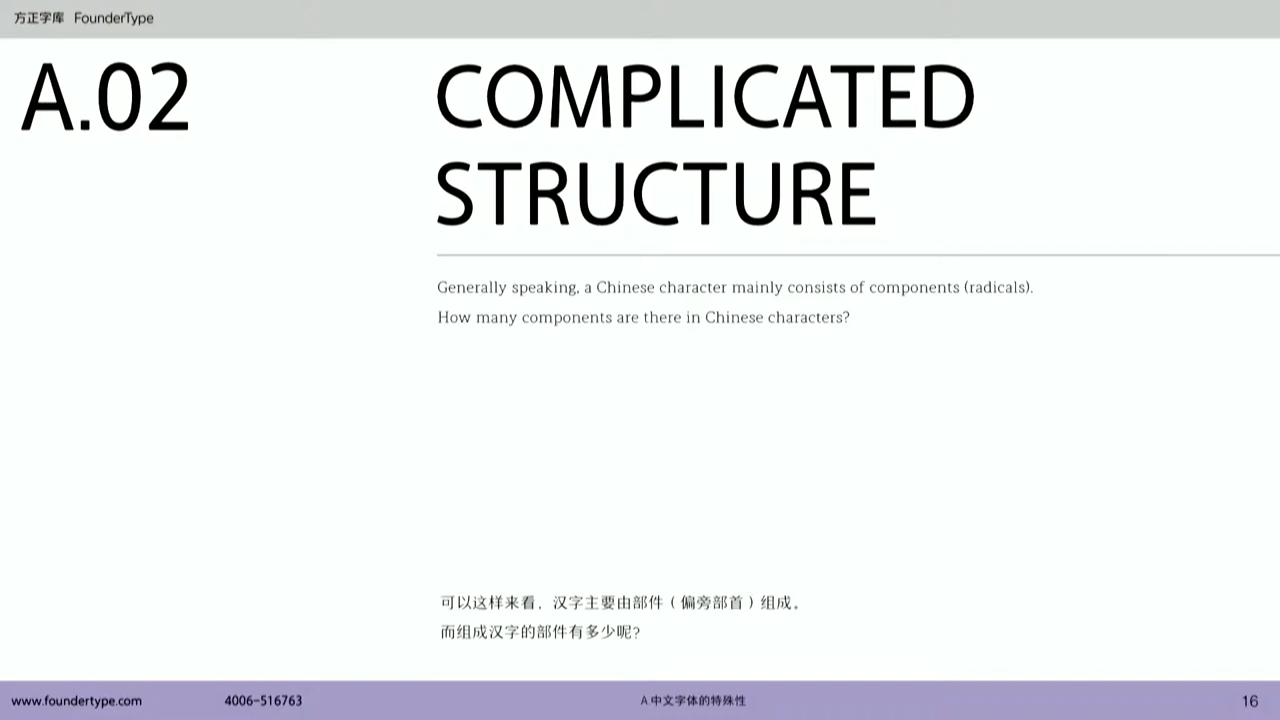 方正字库 FounderType
A.02
COMPLICATED
STRUCTURE
Generally speaking, a Chinese character mainly consists of components (radicals).
How many components are there in Chinese characters?
可以这样来看，汉字主要由部件（偏旁部首）组成。
而组成汉字的部件有多少呢？
www.foundertype.com 4006-516763 A 中文字体的特殊性 16